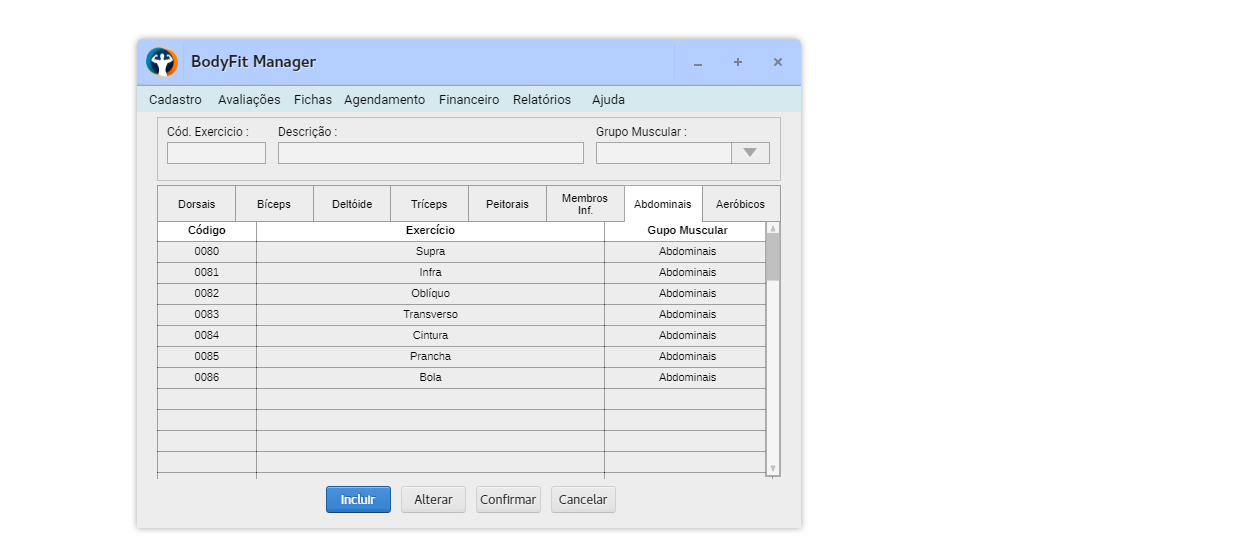 BodyFit Manager
Cadastro Avaliações Fichas Agendamento Financeiro Relatórios Ajuda
Cód. Exercicio : Descrição : Grupo Muscular :
Dorsais Bíceps Deltóide Tríceps Peitorais Membros Inf. Abdominais Aeróbicos
Código Exercício Gupo Muscular
0080 Supra Abdominais
0081 Infra Abdominais
0082 Oblíquo Abdominais
0083 Transverso Abdominais
0084 Cintura Abdominais
0085 Prancha Abdominais
0086 Bola Abdominais
Incluir Alterar Confirmar Cancelar